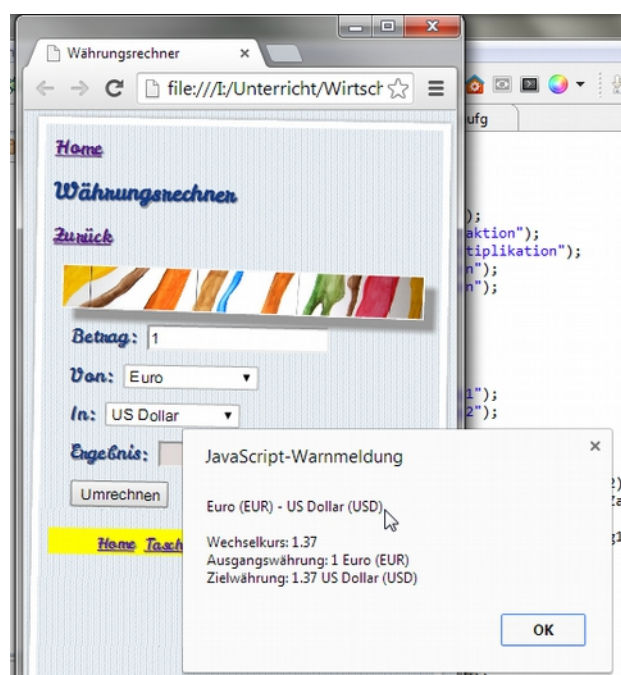 Währungsrechner
file:///I:/Unterricht/Wirtsch
ufg
Home
Währungsrechner
Zurück
);
aktion");
tiplikation");
n");
n");
Betrag: 1
Von: Euro
In: US Dollar
1");
2");
Ergebnis:
Umrechnen
Home Tasch
JavaScript-Warnmeldung
Euro (EUR) - US Dollar (USD)
Wechselkurs: 1.37
Ausgangswährung: 1 Euro (EUR)
Zielwährung: 1.37 US Dollar (USD)
OK